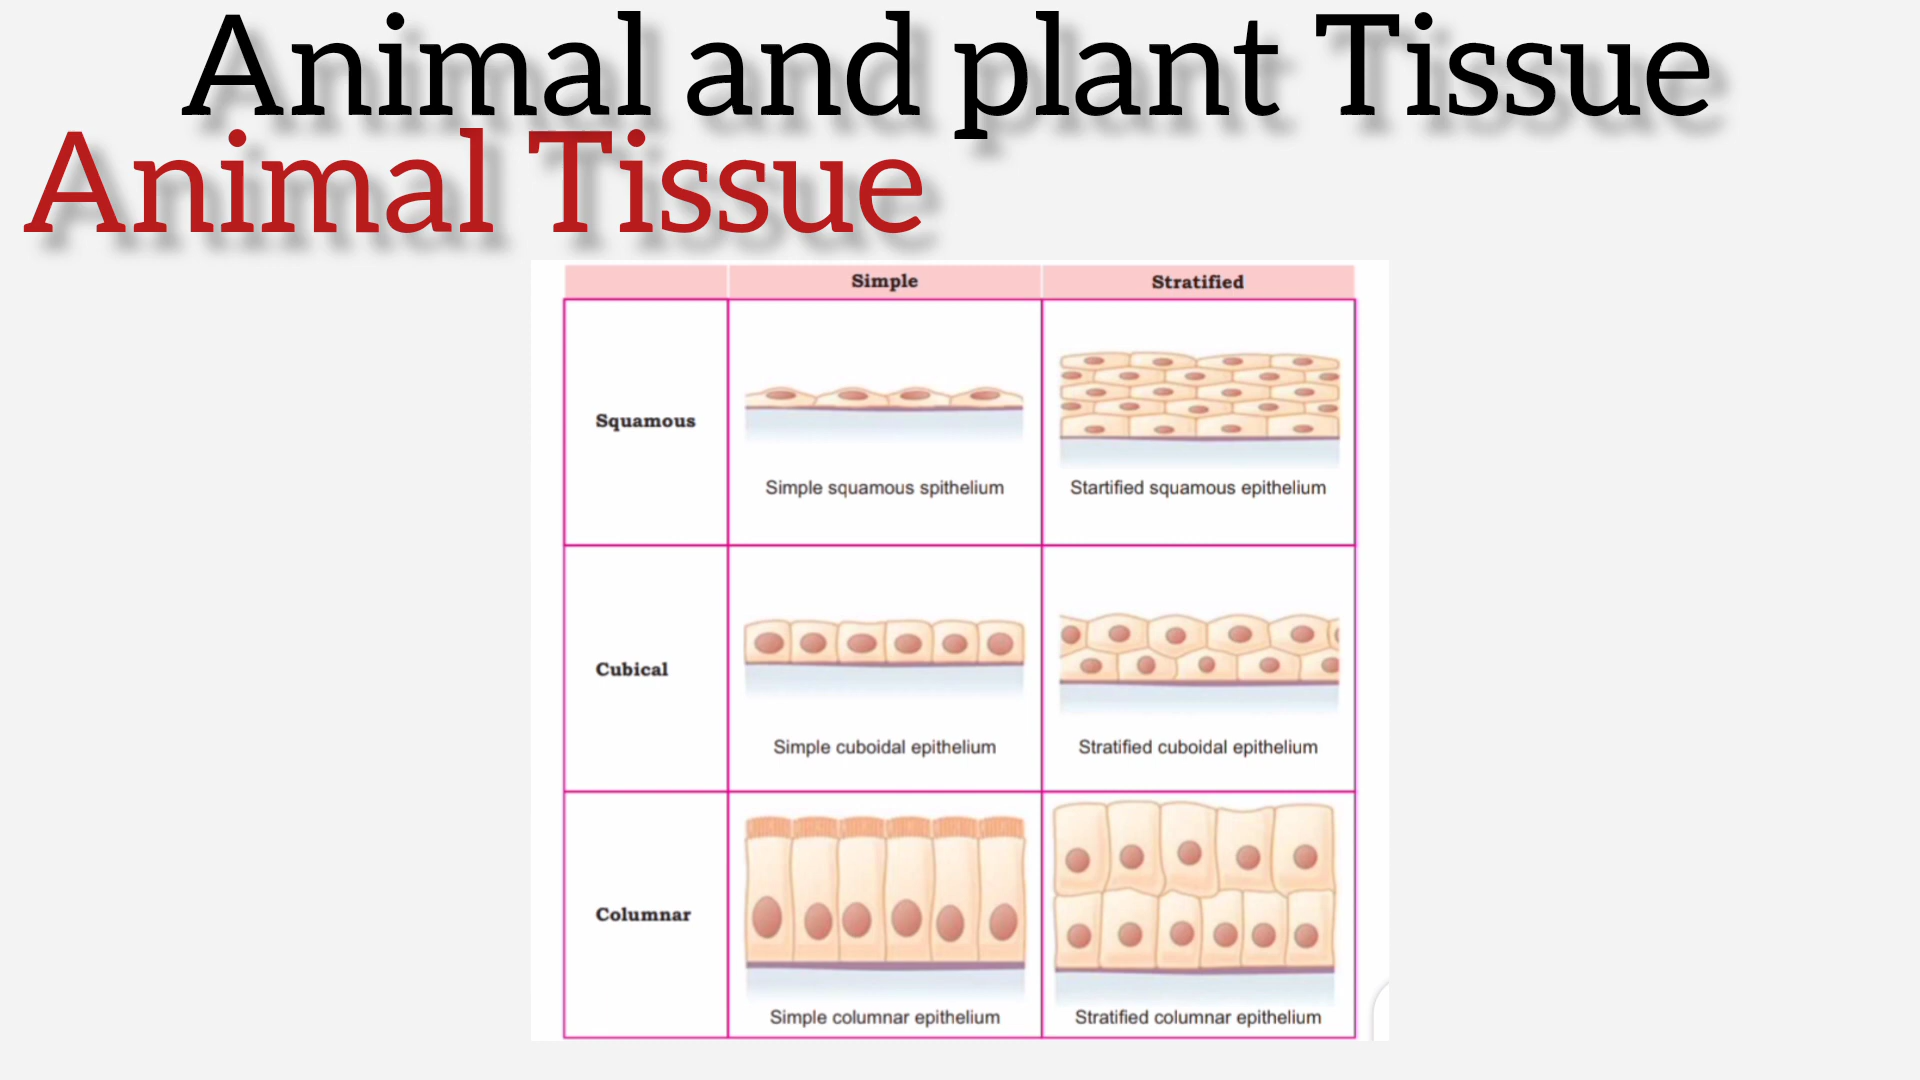 Animal and plant Tissue
Animal Tissue
Simple Stratified
Squamous
Simple squamous spithelium Startified squamous epithelium
Cubical
Simple cuboidal epithelium Stratified cuboidal epithelium
Columnar
Simple columnar epithelium Stratified columnar epithelium